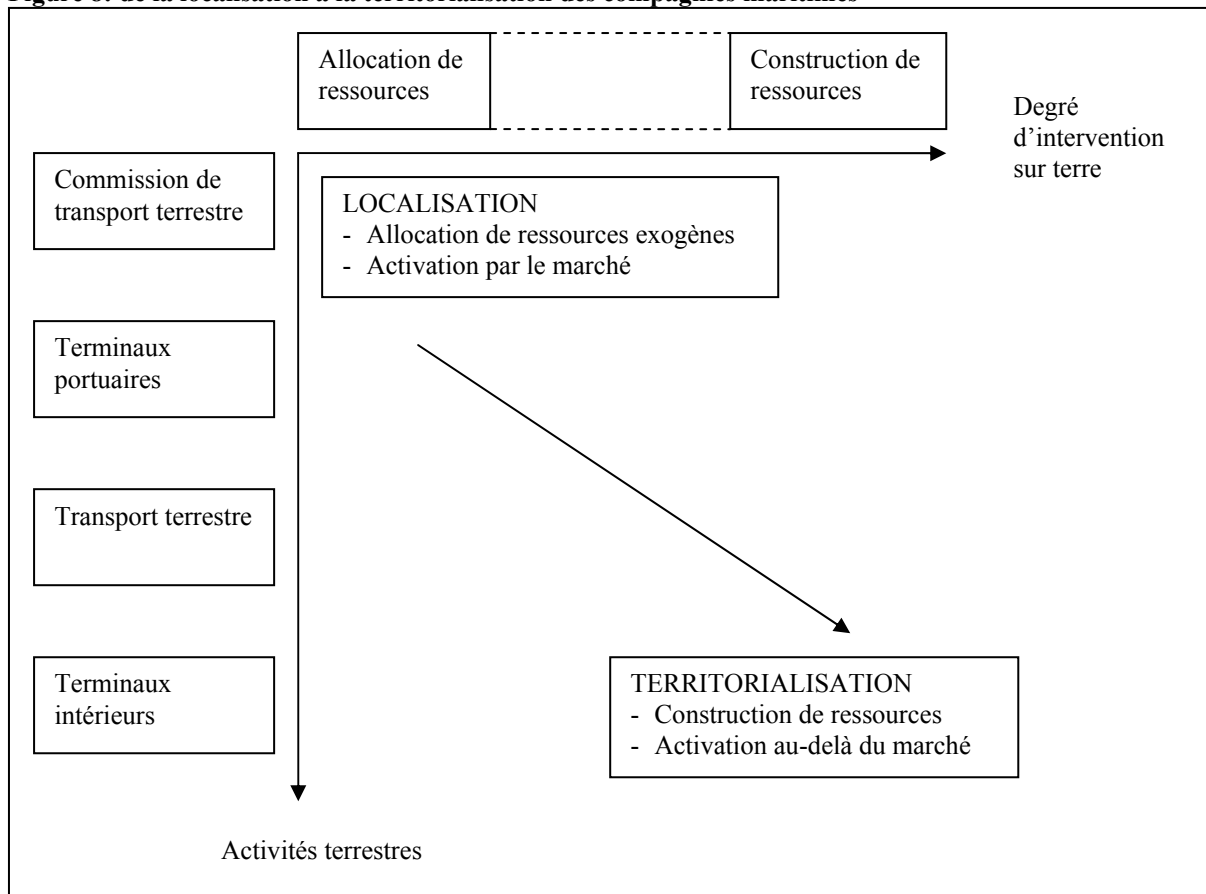 Figure 8: de la localisation à la territorialisation des compagnies maritimes
Allocation de
ressources
Construction de
ressources
Degré
d’intervention
sur terre
Commission de
transport terrestre
LOCALISATION
- Allocation de ressources exogènes
- Activation par le marché
Terminaux
portuaires
Transport terrestre
Terminaux
intérieurs
TERRITORIALISATION
- Construction de ressources
- Activation au-delà du marché
Activités terrestres